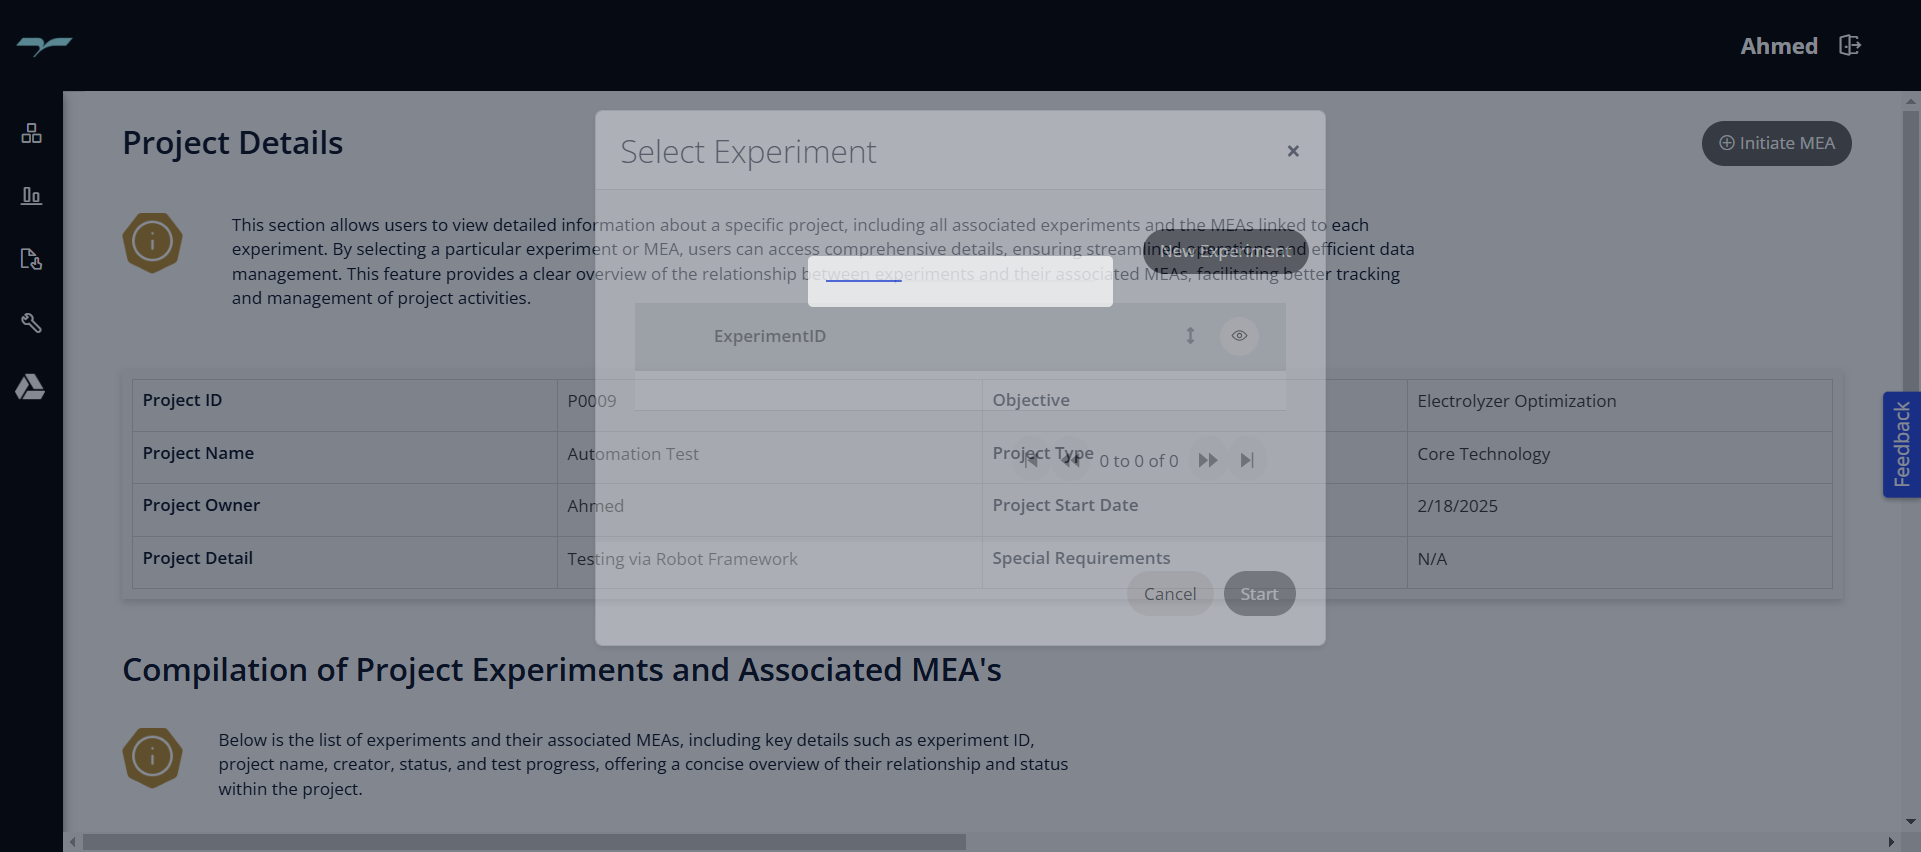 Ahmed
Project Details
Initiate MEA
Select Experiment
×
This section allows users to view detailed information about a specific project, including all associated experiments and the MEAs linked to each
experiment. By selecting a particular experiment or MEA, users can access comprehensive details, ensuring streamlined operations and efficient data
management. This feature provides a clear overview of the relationship between experiments and their associated MEAs, facilitating better tracking
and management of project activities.
New Experiment
ExperimentID
Project ID P0009 Objective Electrolyzer Optimization
Project Name Automation Test Project Type Core Technology
0 to 0 of 0
Project Owner Ahmed Project Start Date 2/18/2025
Project Detail Testing via Robot Framework Special Requirements N/A
Cancel Start
Feedback
Compilation of Project Experiments and Associated MEA's
Below is the list of experiments and their associated MEAs, including key details such as experiment ID,
project name, creator, status, and test progress, offering a concise overview of their relationship and status
within the project.